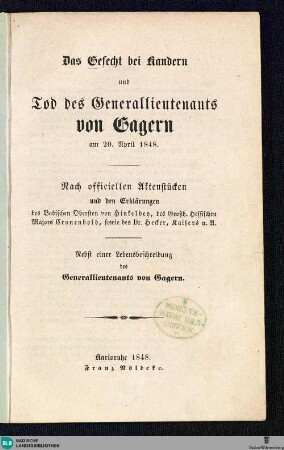 Das Gefecht bei Kandern
und
Tod des Generallieutenants
von Gagern
am 20. April 1848.
Nach officiellen Aktenstücken
und den Erklärungen
des Badischen Obersten von Hinkeldey, des Großh. Hessischen
Majors Cronenbold, sowie des Dr. Hecker, Kaisers u. A.
Nebst einer Lebensbeschreibung
des
Generallieutenants von Gagern.
Karlsruhe 1848.
Franz Nöldeke.
BLB
BADISCHE
LANDESBIBLIOTHEK
Baden-Württemberg